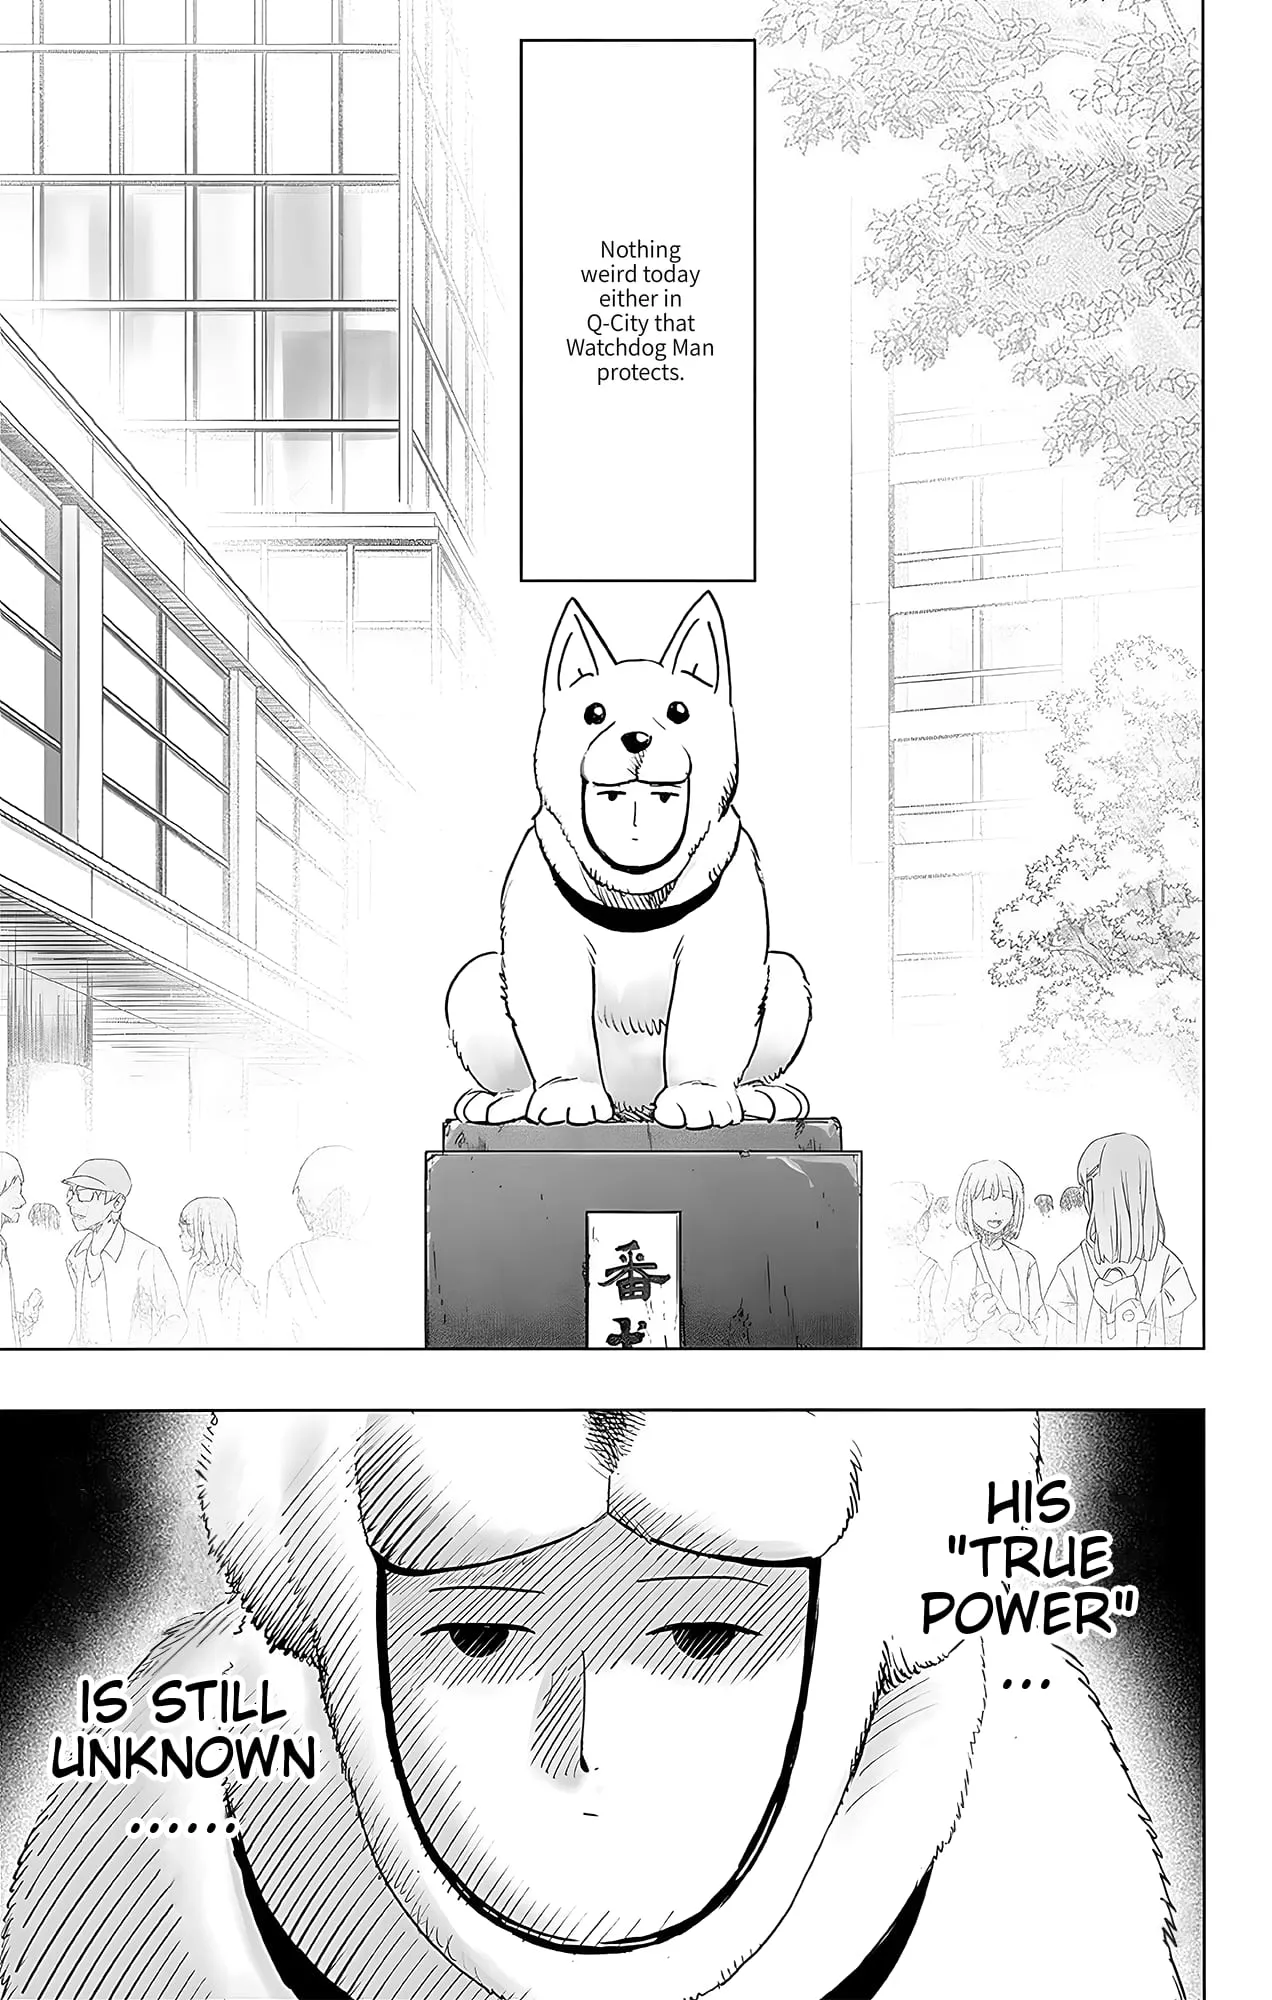 Nothing
weird today
either in
Q-City that
Watchdog Man
protects.
番
HIS
"TRUE
POWER"
...
IS STILL
UNKNOWN
......